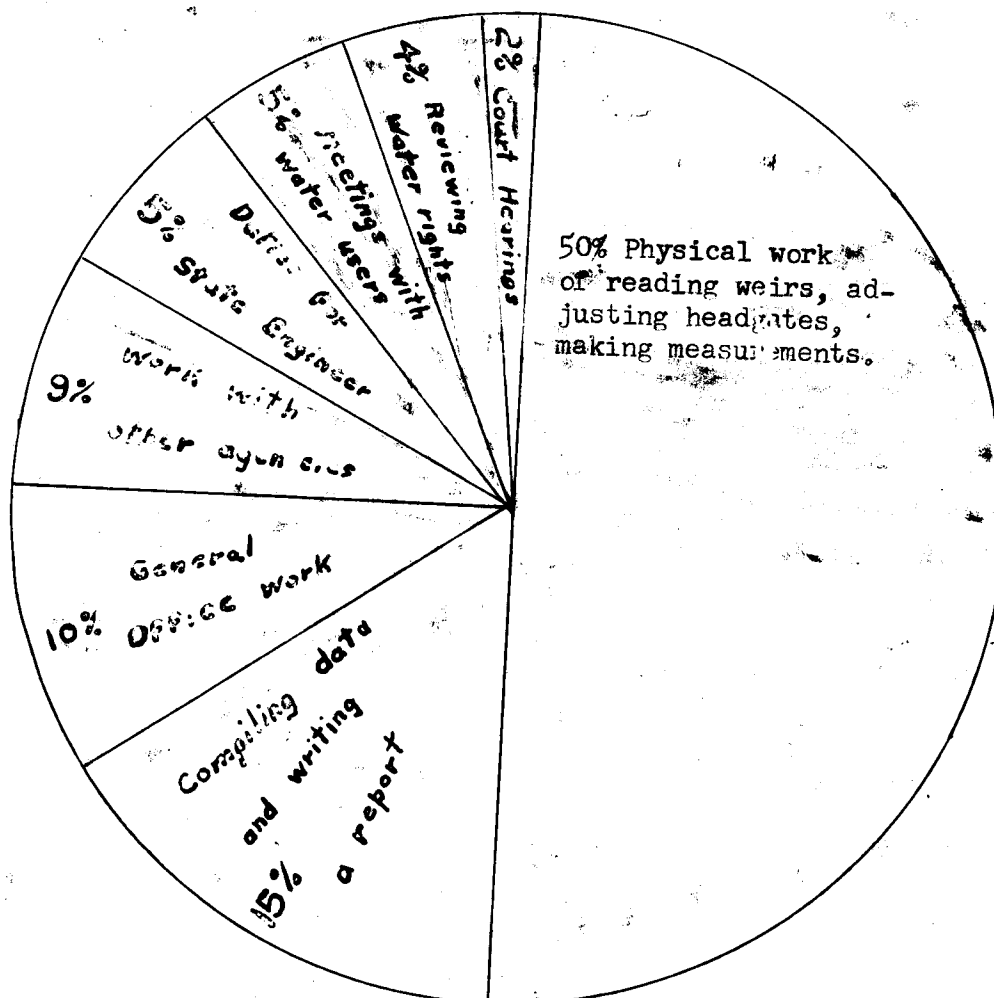 2% Court Hearings
4% Reviewing
Water rights
5% Meetings with
water users
Duties for
5% State Engineer
Work with
9%
other agencies
General
10% Office work
Compiling data
and writing
a report
15%
50% Physical work
of reading weirs, ad-
justing headgates,
making measurements.